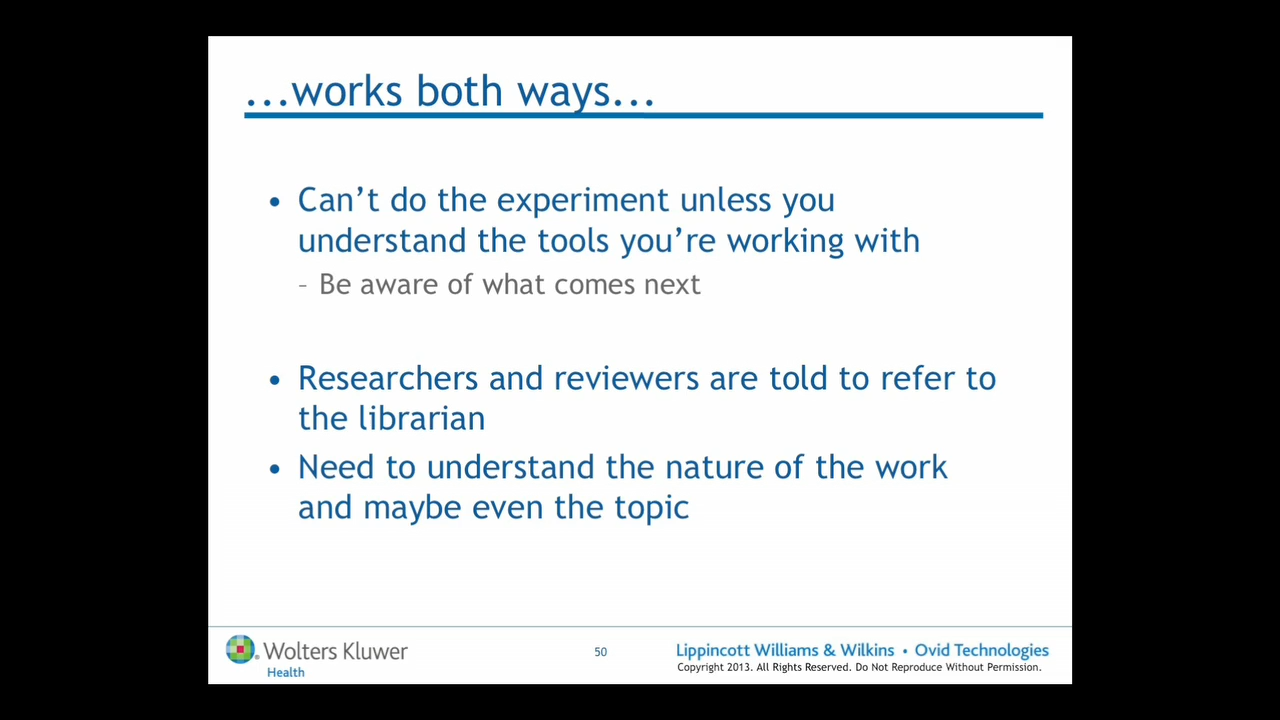 ...works both ways...
• Can’t do the experiment unless you
understand the tools you’re working with
– Be aware of what comes next
• Researchers and reviewers are told to refer to
the librarian
• Need to understand the nature of the work
and maybe even the topic
Wolters Kluwer
Health
50
Lippincott Williams & Wilkins • Ovid Technologies
Copyright 2013. All Rights Reserved. Do Not Reproduce Without Permission.